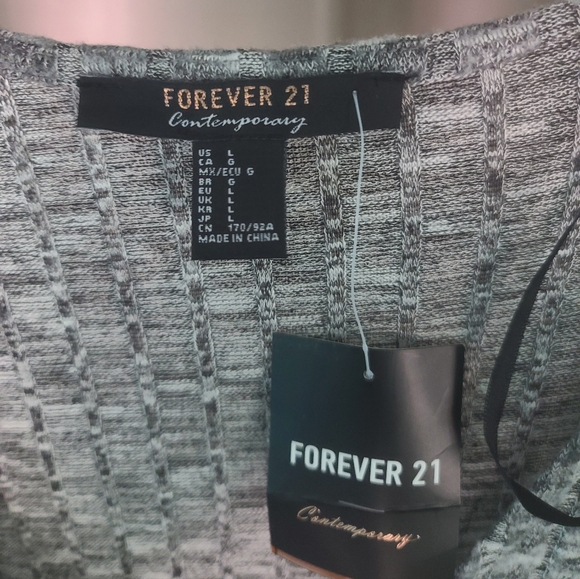 FOREVER 21
Contemporary
US L
CA G
MX/ECU G
BR G
EU L
UK L
KR L
JP L
CN 170/92A
MADE IN CHINA
FOREVER 21
Contemporary